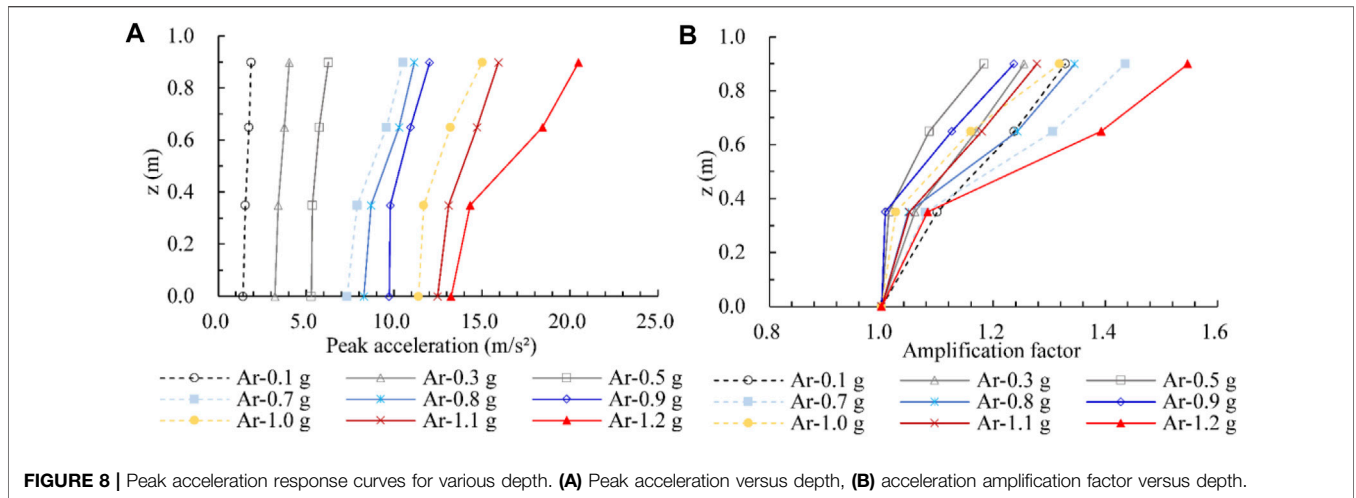 A
B
1.0
0.8
0.6
0.4
0.2
0.0
z (m)
0.0 5.0 10.0 15.0 20.0 25.0
Peak acceleration (m/s²)
1.0
0.8
0.6
0.4
0.2
0.0
z (m)
0.8 1.0 1.2 1.4 1.6
Amplification factor
Ar-0.1 g Ar-0.3 g Ar-0.5 g
Ar-0.7 g Ar-0.8 g Ar-0.9 g
Ar-1.0 g Ar-1.1 g Ar-1.2 g
Ar-0.1 g Ar-0.3 g Ar-0.5 g
Ar-0.7 g Ar-0.8 g Ar-0.9 g
Ar-1.0 g Ar-1.1 g Ar-1.2 g
FIGURE 8 | Peak acceleration response curves for various depth. (A) Peak acceleration versus depth, (B) acceleration amplification factor versus depth.